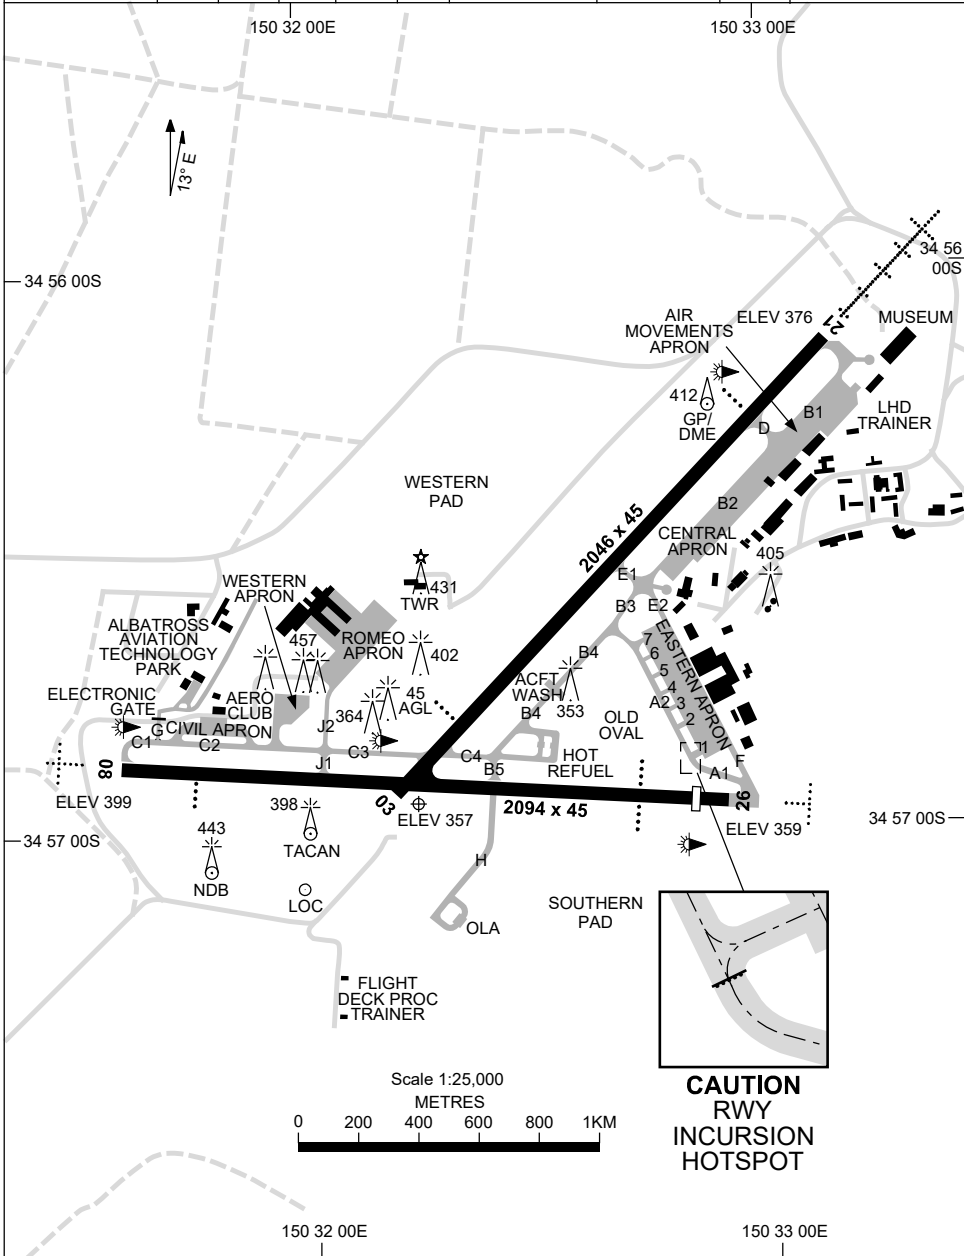 150 32 00E
150 33 00E
13° E
34 56 00S
34 56
00S
ELEV 376
21
MUSEUM
AIR
MOVEMENTS
APRON
412
GP/
DME
D
B1
LHD
TRAINER
WESTERN
PAD
B2
2046 x 45
CENTRAL
APRON
405
E1
B3
E2
WESTERN
APRON
431
TWR
ALBATROSS
AVIATION
TECHNOLOGY
PARK
457
ROMEO
APRON
402
7
6
5
4
3
2
1
EASTERN APRON
B4
ACFT
WASH
B4
353
A2
ELECTRONIC
GATE
AERO
CLUB
364
45
AGL
OLD
OVAL
G
CIVIL APRON
J2
C1
C2
C3
C4
HOT
REFUEL
J1
B5
A1
F
08
26
ELEV 399
398
03
ELEV 357
2094 x 45
ELEV 359
34 57 00S
34 57 00S
443
TACAN
NDB
LOC
H
OLA
SOUTHERN
PAD
FLIGHT
DECK PROC
TRAINER
Scale 1:25,000
METRES
0 200 400 600 800 1KM
CAUTION
RWY
INCURSION
HOTSPOT
150 32 00E
150 33 00E